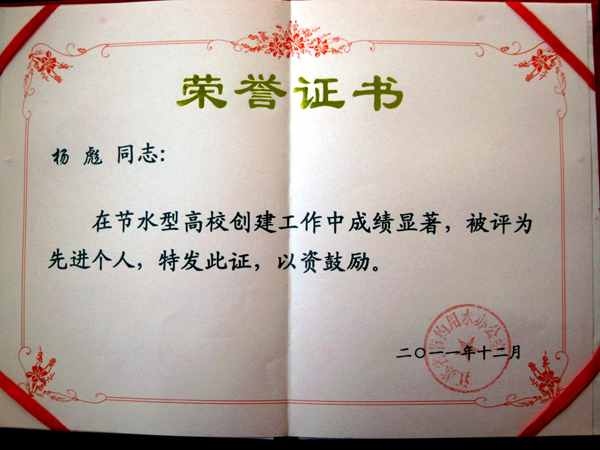 荣誉证书
杨彪 同志：
在节水型高校创建工作中成绩显著，被评为
先进个人，特发此证，以资鼓励。
二〇一一年十二月